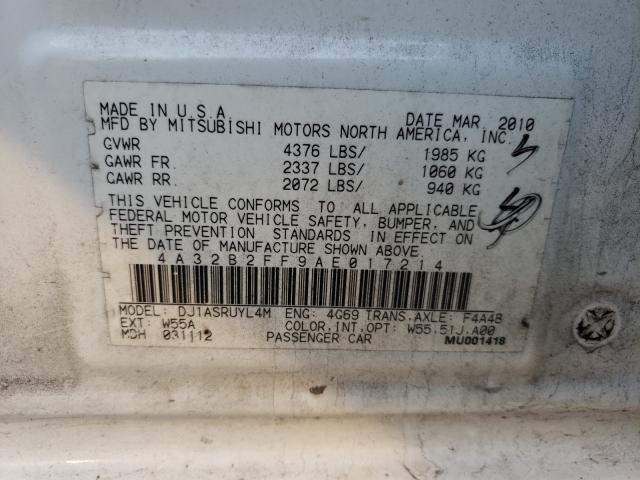 MADE IN U.S.A DATE MAR 2010
MFD BY MITSUBISHI MOTORS NORTH AMERICA, INC.
GVWR 4376 LBS/ 1985 KG
GAWR FR. 2337 LBS/ 1060 KG
GAWR RR. 2072 LBS/ 940 KG
THIS VEHICLE CONFORMS TO ALL APPLICABLE
FEDERAL MOTOR VEHICLE SAFETY, BUMPER, AND
THEFT PREVENTION STANDARDS IN EFFECT ON
THE DATE OF MANUFACTURE SHOWN ABOVE.
4A32B2FF9AE017214
MODEL: DJ1ASRUYL4M ENG: 4G69 TRANS.AXLE: F4A4B
EXT: W55A COLOR,INT,OPT: W55.51J.A00
MDH 031112 PASSENGER CAR MU001418